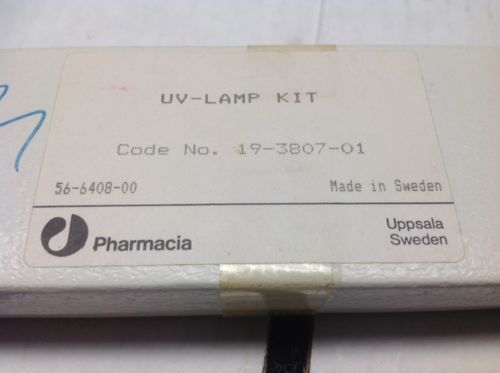 UV-LAMP KIT
Code No. 19-3807-01
56-6408-00 Made in Sweden
Pharmacia
Uppsala
Sweden